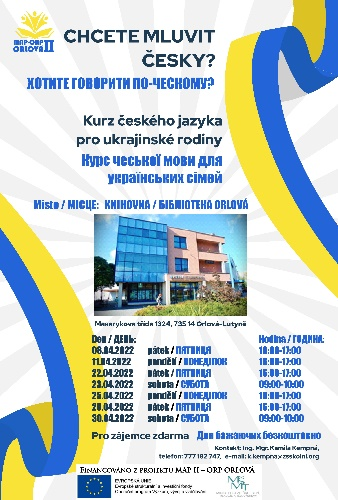 MAP-ORP
ORLOVÁ II
CHCETE MLUVIT
ČESKY?
ХОТИТЕ ГОВОРИТИ ПО-ЧЕСКОМУ?
Kurz českého jazyka
pro ukrajinské rodiny
Курс чеської мови для
українських сімей
Místo / МІСЦЕ: KNIHOVNA / БІБЛІОТЕКА ORLOVÁ
Masarykova třída 1324, 735 14 Orlová-Lutyně
Den / ДЕНЬ: Hodina / ГОДИНА:
08.04.2022 pátek / ПЯТНИЦЯ 16:00-17:00
11.04.2022 pondělí / ПОНЕДІЛОК 16:00-17:00
22.04.2022 pátek / ПЯТНИЦЯ 16:00-17:00
23.04.2022 sobota / СУБОТА 09:00-10:00
25.04.2022 pondělí / ПОНЕДІЛОК 16:00-17:00
29.04.2022 pátek / ПЯТНИЦЯ 16:00-17:00
30.04.2022 sobota / СУБОТА 09:00-10:00
Pro zájemce zdarma Для бажаючих безкоштовно
Kontakt: Ing. Mgr. Kamila Kempná,
telefon: 777 182 747, e-mail: k.kempna@zsskolni.org
FINANCOVÁNO Z PROJEKTU MAP II – ORP ORLOVÁ
EVROPSKÁ UNIE
Evropské strukturální a investiční fondy
Operační program Výzkum, vývoj a vzdělávání